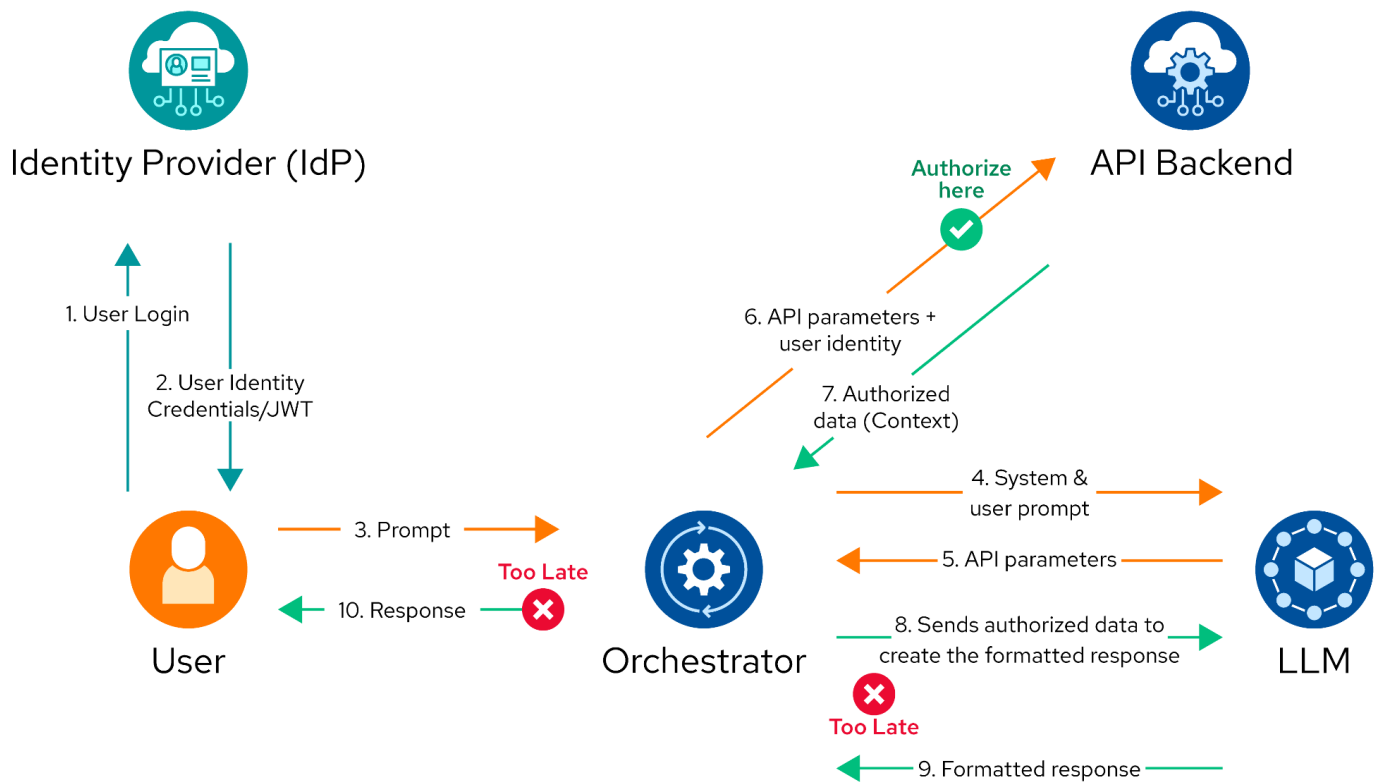 Identity Provider (IdP)
API Backend
Authorize
here
1. User Login
6. API parameters +
user identity
2. User Identity
Credentials/JWT
7. Authorized
data (Context)
4. System &
user prompt
3. Prompt
5. API parameters
Too Late
10. Response
8. Sends authorized data to
create the formatted response
User
Orchestrator
LLM
Too Late
9. Formatted response